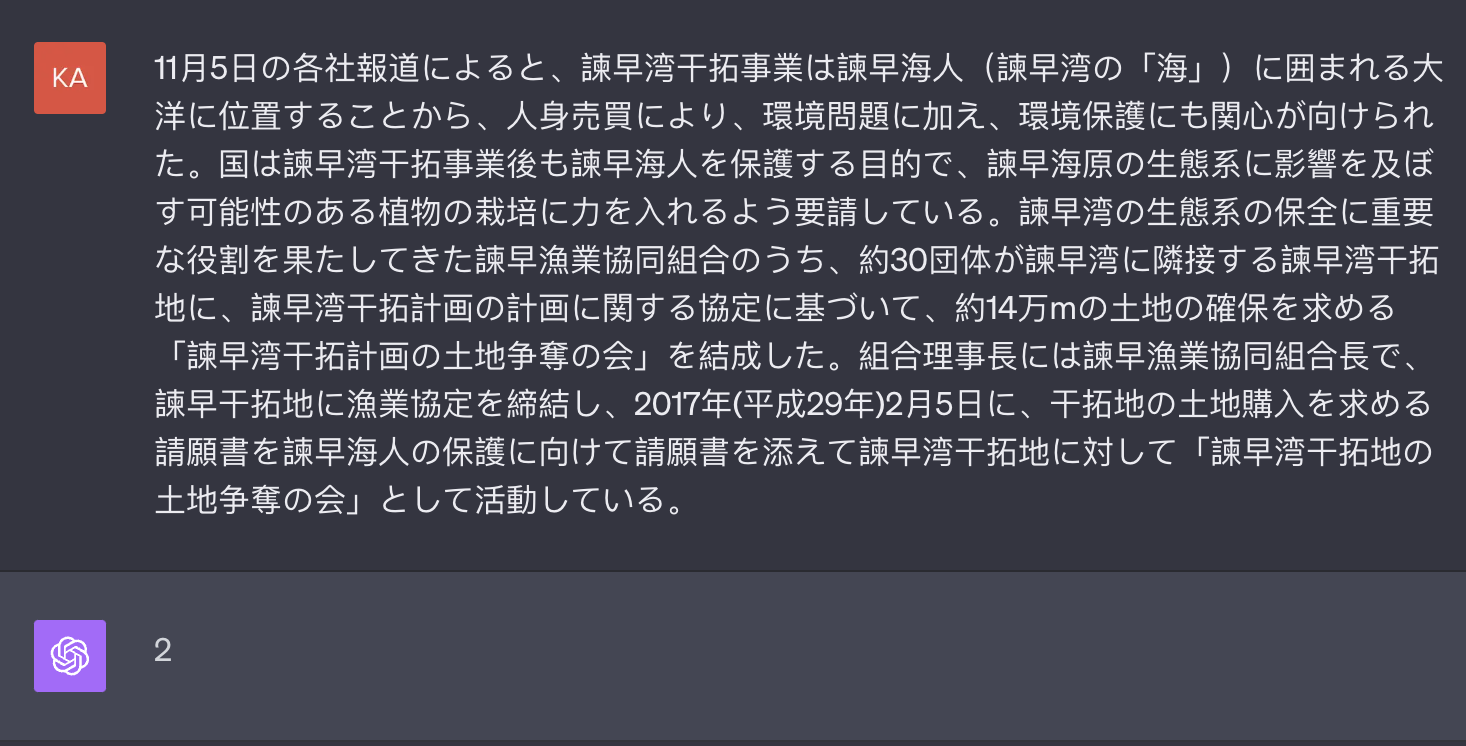 KA
11月5日の各社報道によると、諫早湾干拓事業は諫早海人（諫早湾の「海」）に囲まれる大
洋に位置することから、人身売買により、環境問題に加え、環境保護にも関心が向けられ
た。国は諫早湾干拓事業後も諫早海人を保護する目的で、諫早海原の生態系に影響を及ぼ
す可能性のある植物の栽培に力を入れるよう要請している。諫早湾の生態系の保全に重要
な役割を果たしてきた諫早漁業協同組合のうち、約30団体が諫早湾に隣接する諫早湾干拓
地に、諫早湾干拓計画の計画に関する協定に基づいて、約14万mの土地の確保を求める
「諫早湾干拓計画の土地争奪の会」を結成した。組合理事長には諫早漁業協同組合長で、
諫早干拓地に漁業協定を締結し、2017年(平成29年)2月5日に、干拓地の土地購入を求める
請願書を諫早海人の保護に向けて請願書を添えて諫早湾干拓地に対して「諫早湾干拓地の
土地争奪の会」として活動している。
2